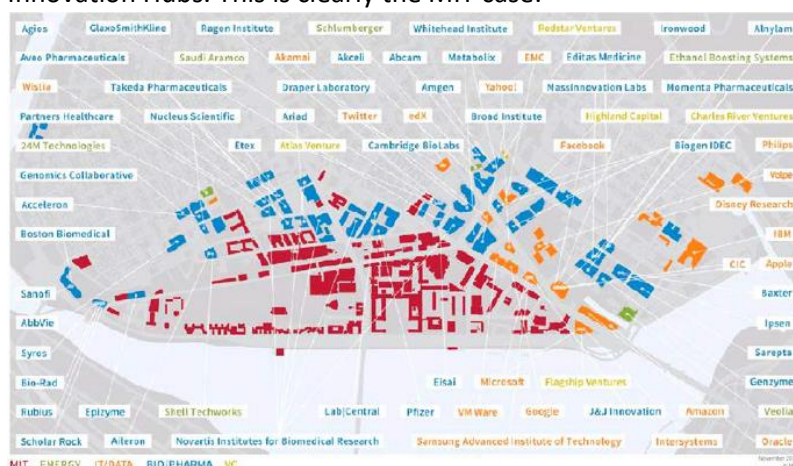 Innovation Hubs. This is clearly the MIT case.
Agios GlaxoSmithKline Ragon Institute Schlumberger Whitehead Institute Redstar Ventures Ironwood Alnylam
Aveo Pharmaceuticals Saudi Aramco Akamai Akceli Abcam Metabolix EMC Editas Medicine Ethanol Boosting Systems
Wistia Takeda Pharmaceuticals Draper Laboratory Amgen Yahoo! MassInnovation Labs Momenta Pharmaceuticals
Partners Healthcare Nucleus Scientific Ariad Twitter edX Broad Institute Highland Capital Charles River Ventures
24M Technologies Etex Atlas Venture Cambridge BioLabs Facebook Biogen IDEC Philips
Genomics Collaborative Volpe
Acceleron Disney Research
Boston Biomedical IBM
CIC Apple
Sanofi Baxter
AbbVie Ipsen
Syros Sarepta
Bio-Rad Eisai Microsoft Flagship Ventures Genzyme
Rubius Epizyme Shell Techworks Lab|Central Pfizer VM Ware Google J&J Innovation Amazon Veolia
Scholar Rock Aileron Novartis Institutes for Biomedical Research Samsung Advanced Institute of Technology Intersystems Oracle
MIT ENERGY IT/DATA BIO|PHARMA VC